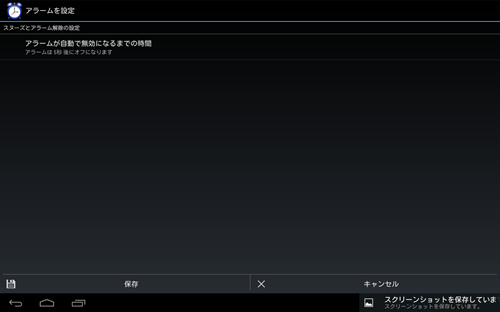 アラームを設定
スヌーズとアラーム解除の設定
アラームが自動で無効になるまでの時間
アラームは 5秒 後にオフになります
保存
キャンセル
スクリーンショットを保存していま
スクリーンショットを保存しています。